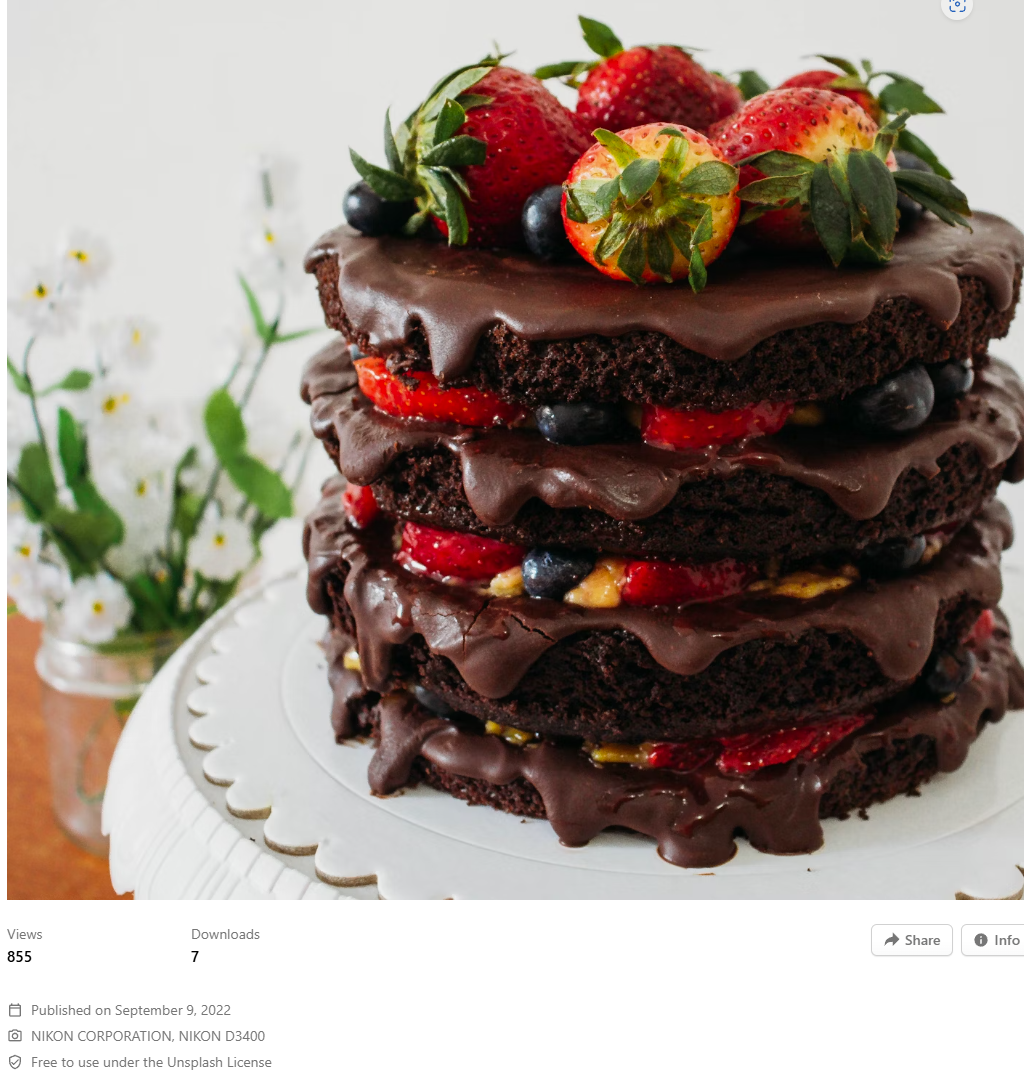 Views
855
Downloads
7
Share
Info
Published on September 9, 2022
NIKON CORPORATION, NIKON D3400
Free to use under the Unsplash License